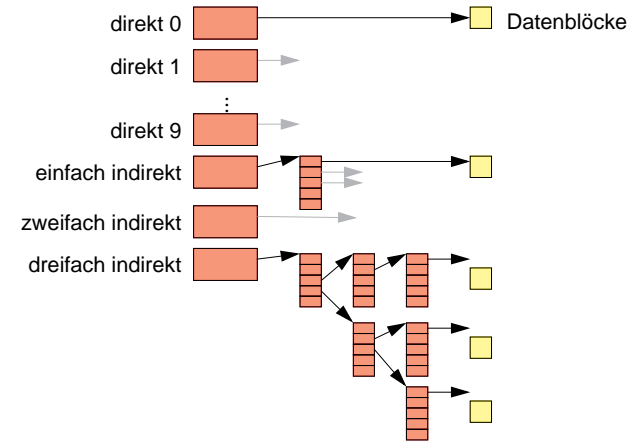 direkt 0
Datenblöcke
direkt 1
...
direkt 9
einfach indirekt
zweifach indirekt
dreifach indirekt